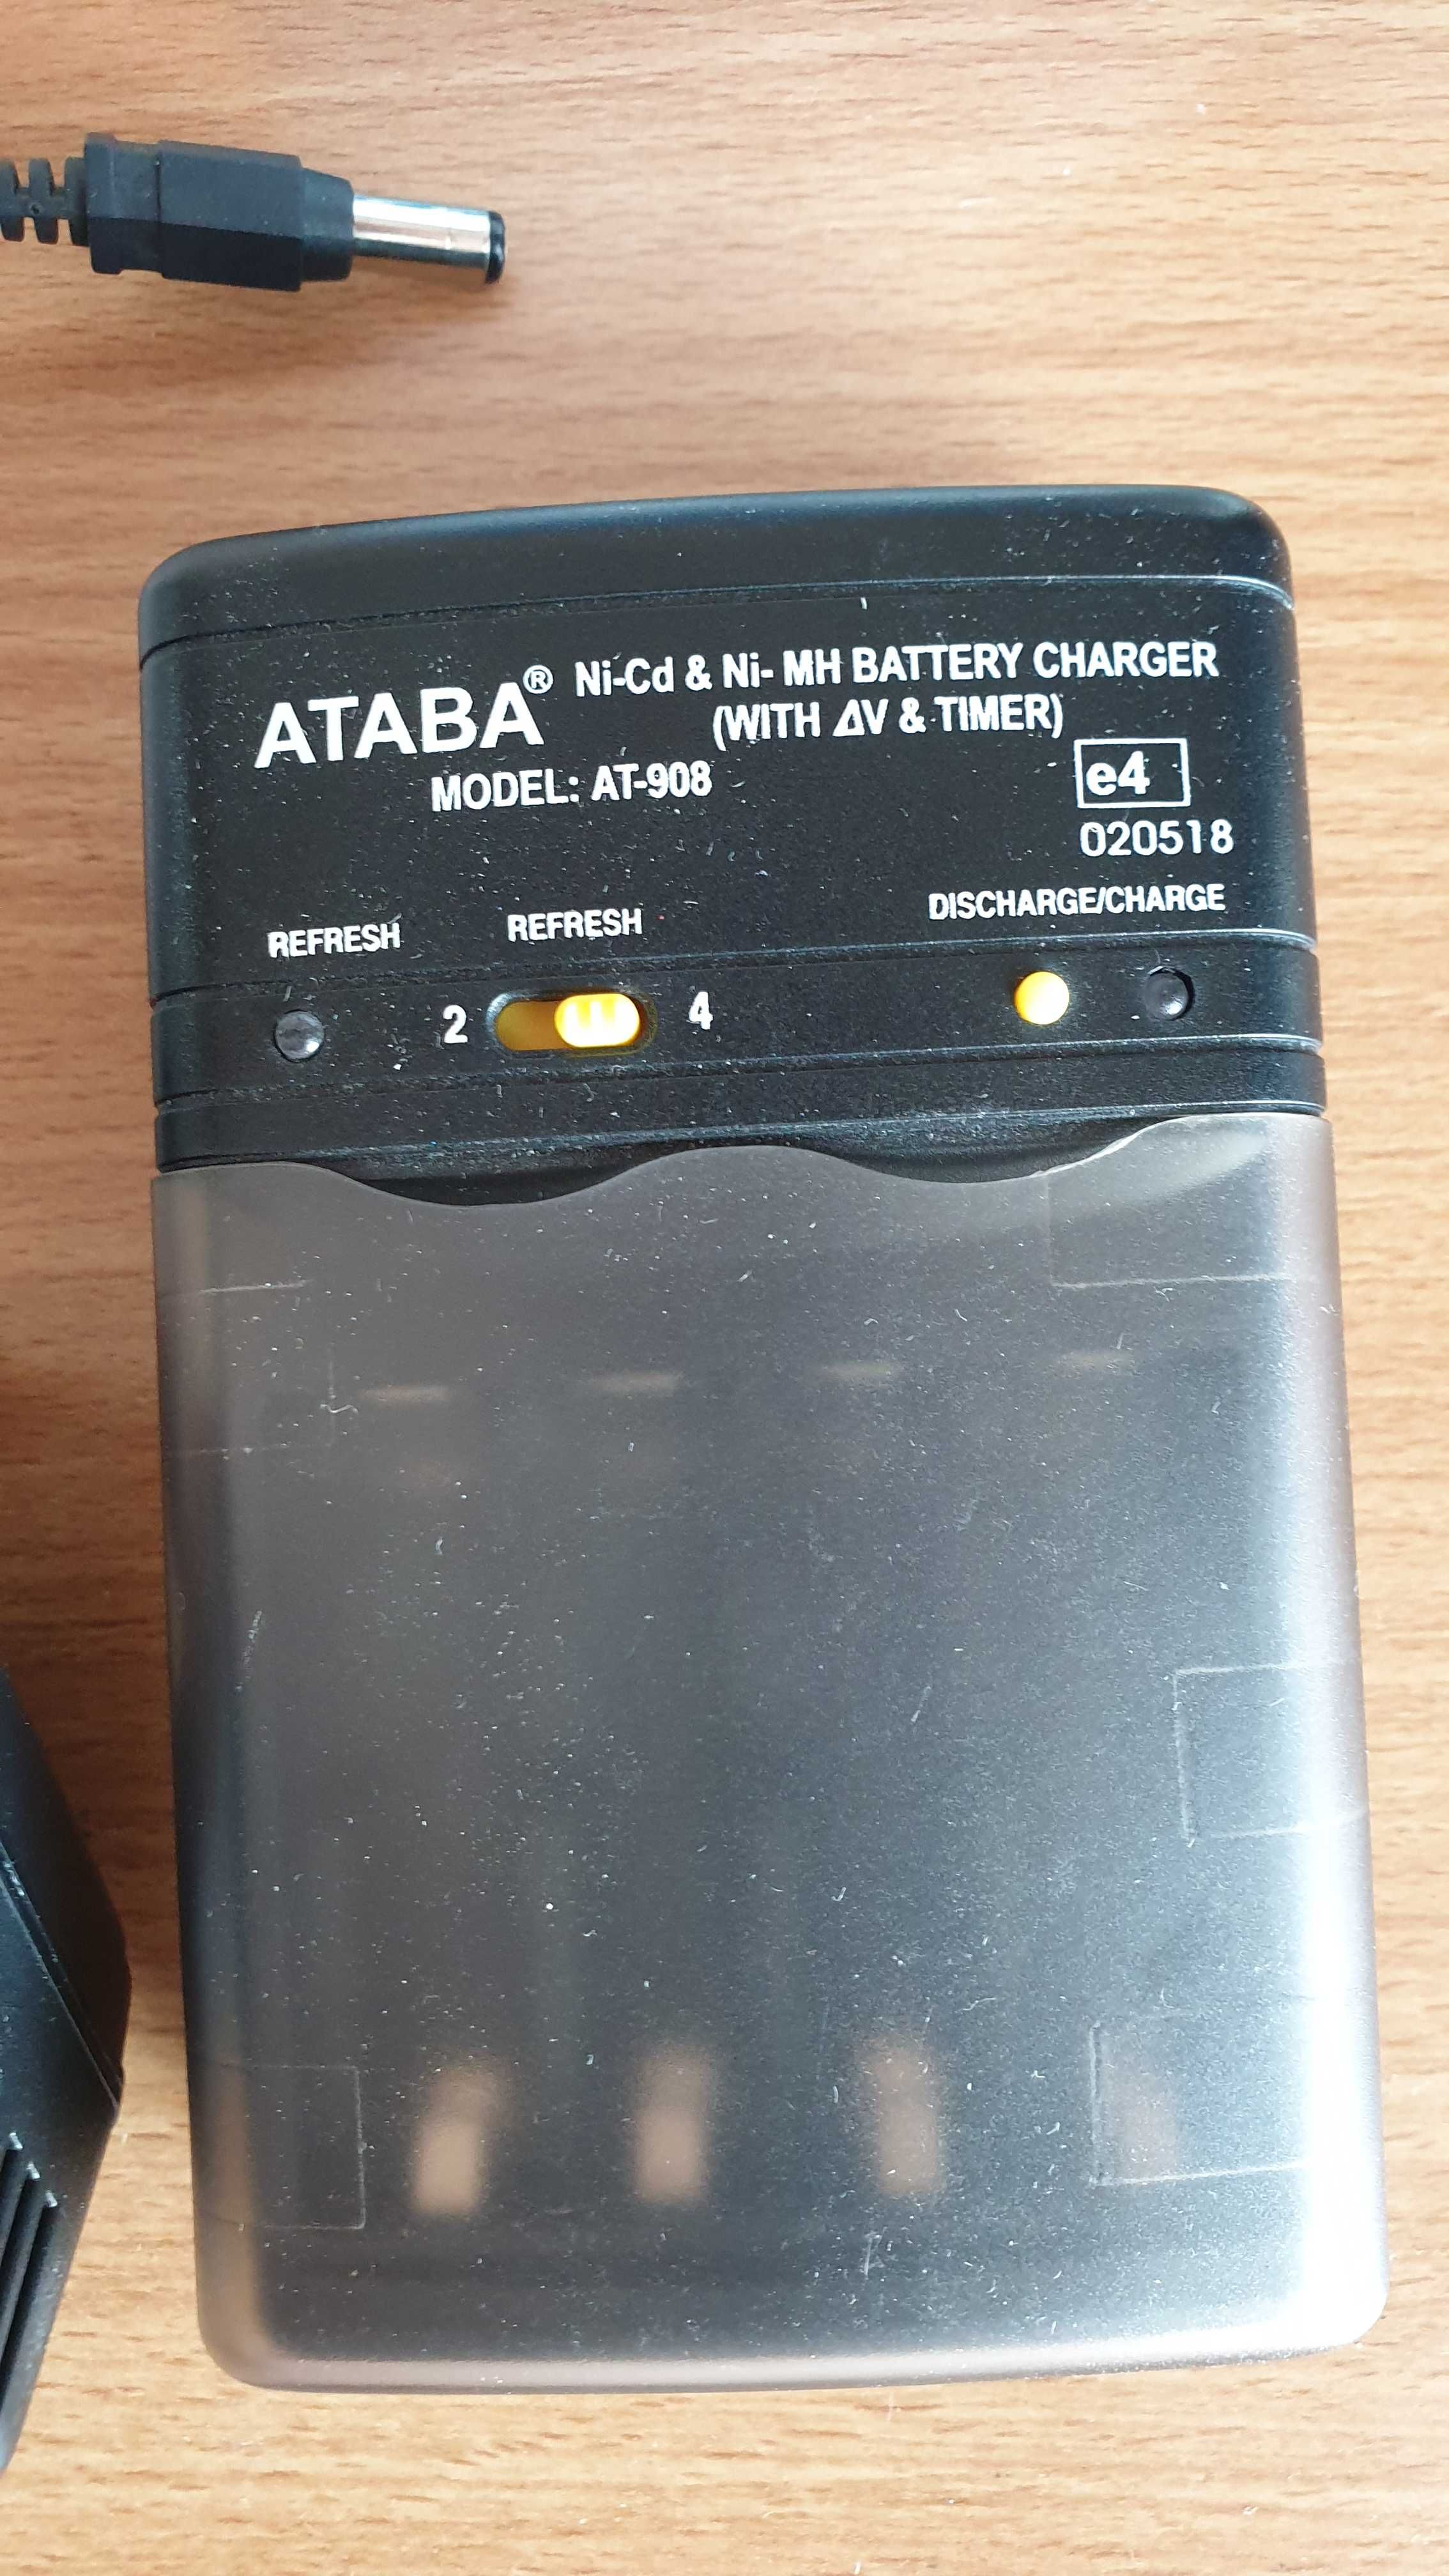 ATABA® Ni-Cd & Ni- MH BATTERY CHARGER
(WITH ΔV & TIMER)
MODEL: AT-908
e4
020518
REFRESH
REFRESH
DISCHARGE/CHARGE
2
4